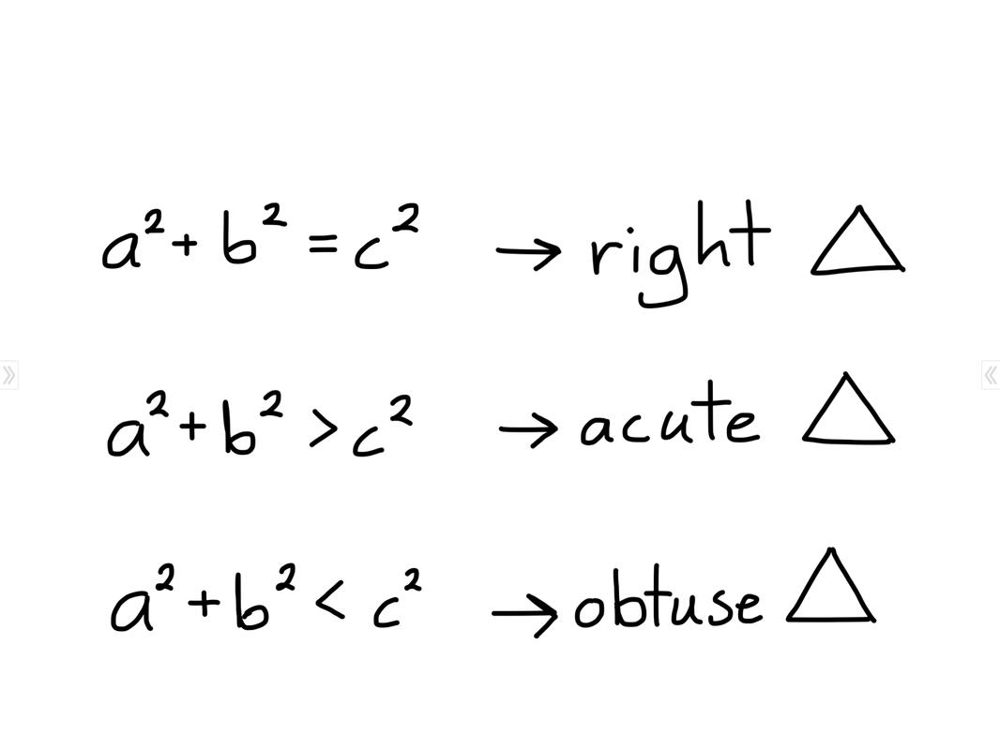 a² + b² = c² → right △
a² + b² > c² → acute △
a² + b² < c² → obtuse △